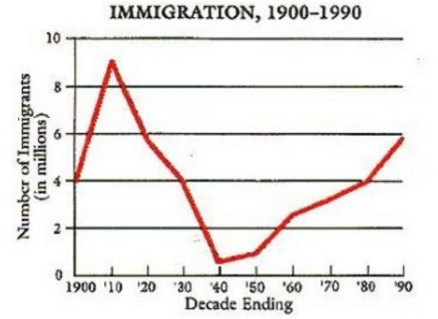 IMMIGRATION, 1900–1990
Number of Immigrants
(in millions)
10
8
6
4
2
0
1900 '10 '20 '30 '40 '50 '60 '70 '80 '90
Decade Ending